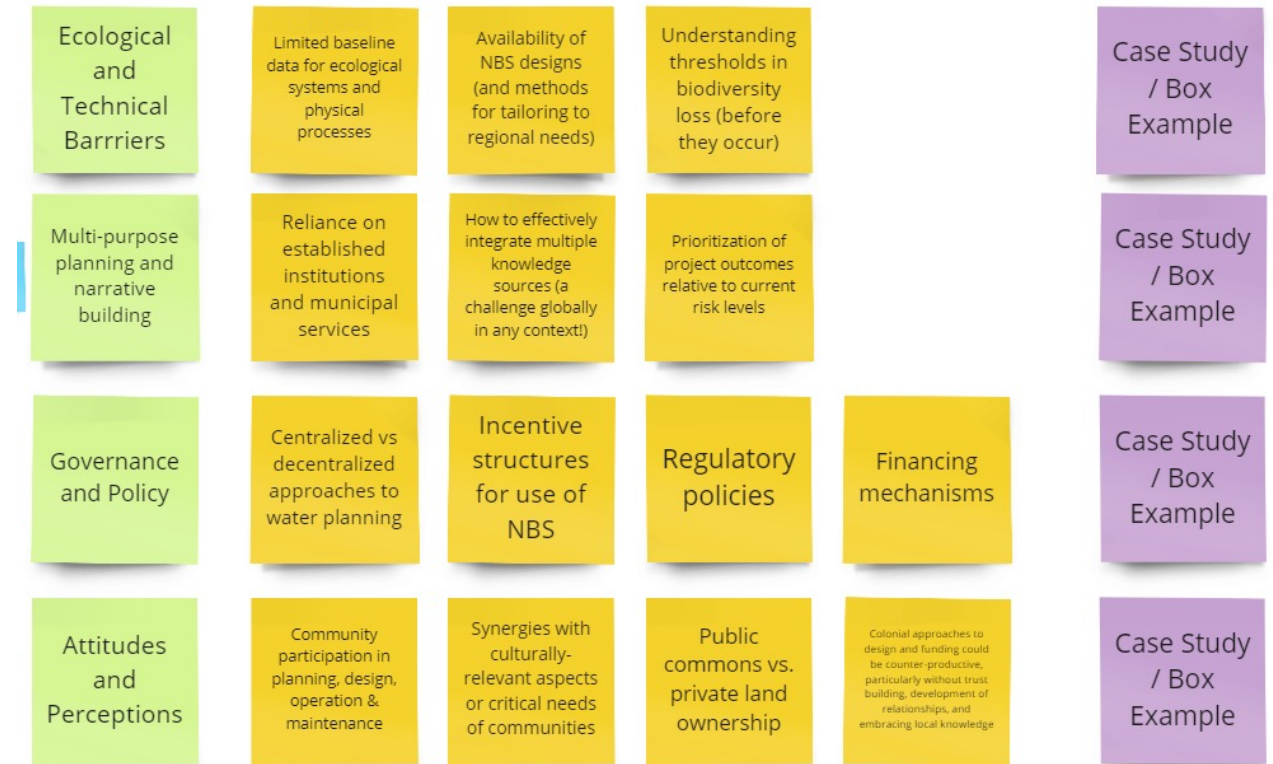 Ecological
and
Technical
Barrriers
Limited baseline
data for ecological
systems and
physical
processes
Availability of
NBS designs
(and methods
for tailoring to
regional needs)
Understanding
thresholds in
biodiversity
loss (before
they occur)
Case Study
/ Box
Example
Multi-purpose
planning and
narrative
building
Reliance on
established
institutions
and municipal
services
How to effectively
integrate multiple
knowledge
sources (a
challenge globally
in any context!)
Prioritization of
project outcomes
relative to current
risk levels
Case Study
/ Box
Example
Governance
and Policy
Centralized vs
decentralized
approaches to
water planning
Incentive
structures
for use of
NBS
Regulatory
policies
Financing
mechanisms
Case Study
/ Box
Example
Attitudes
and
Perceptions
Community
participation in
planning, design,
operation &
maintenance
Synergies with
culturally-
relevant aspects
or critical needs
of communities
Public
commons vs.
private land
ownership
Colonial approaches to
design and funding could
be counter-productive,
particularly without trust
building, development of
relationships, and
embracing local knowledge
Case Study
/ Box
Example